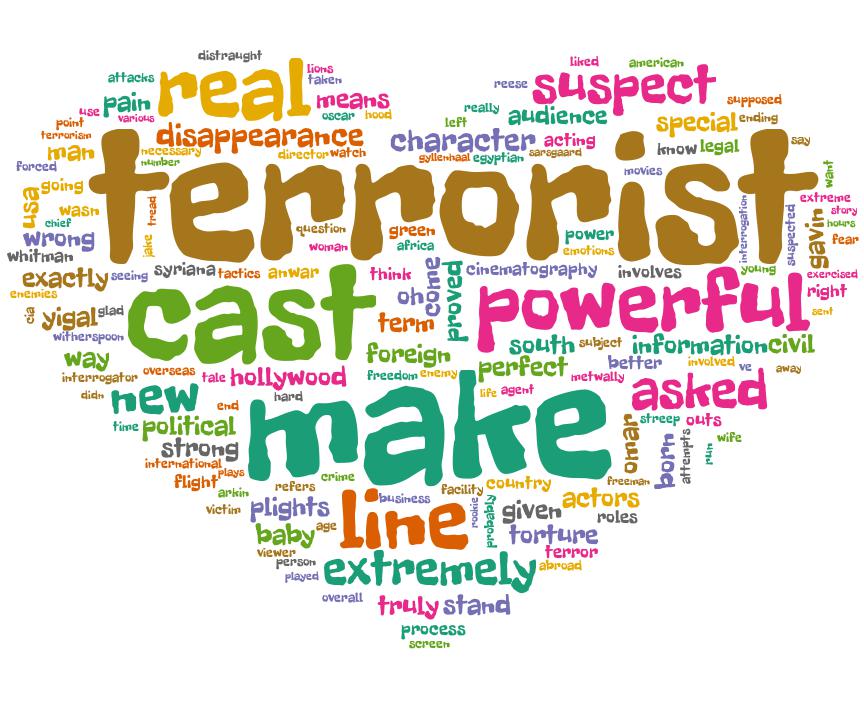 distraught
attacks real lions
taken
liked american
reese suspect
use pain means
various
oscar hood
really audience
supposed
point
terrorism disappearance
left character acting
special ending
man necessary
number
director watch
gyllenhaal egyptian sarsgaard
know legal say
forced
terrorist
movies
want
usa going
wasn
chief
wrong
whitman
jake tread
question
woman
green
africa
power
emotions
interrogation suspected gavin
extreme
story
hours
fear
exactly seeing syriana tactics anwar think
come
proved
cinematography involves young exercised
enemies
cia yigal glad
cast
oh
term
powerful
right
sent
witherspoon
way
foreign
south subject information civil
interrogator overseas tale hollywood freedom enemy
perfect
metwally
better involved ve away
didn new end hard
make
life agent
asked
time political
strong
omar streep outs
born attempts run wife
international
flight plays
arkin
refers crime
facility country
freeman
victim plights
line
business
rookie probably given
actors
roles
baby age
torture
viewer
person
extremely
terror
abroad
played
overall truly stand
process
screen